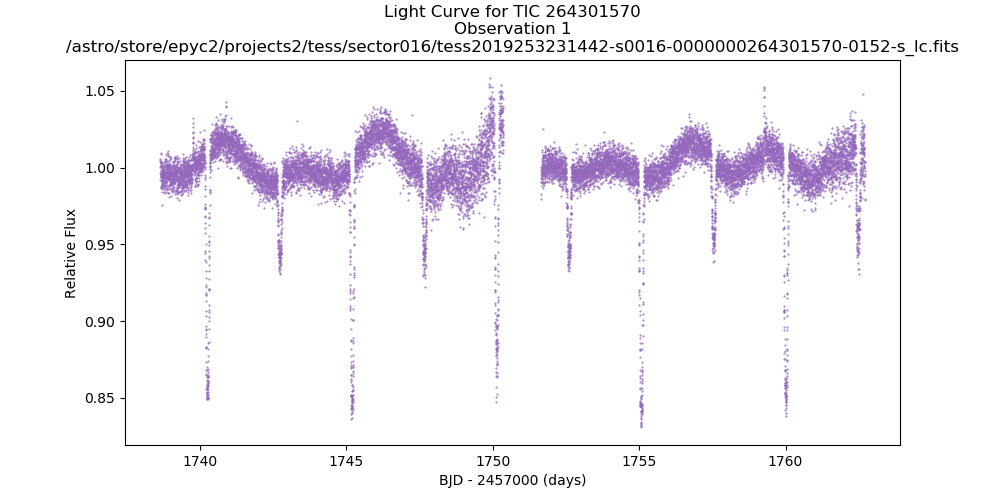 Light Curve for TIC 264301570
Observation 1
/astro/store/epyc2/projects2/tess/sector016/tess2019253231442-s0016-0000000264301570-0152-s_lc.fits
1.05
1.00
0.95
0.90
0.85
Relative Flux
1740
1745
1750
1755
1760
BJD - 2457000 (days)